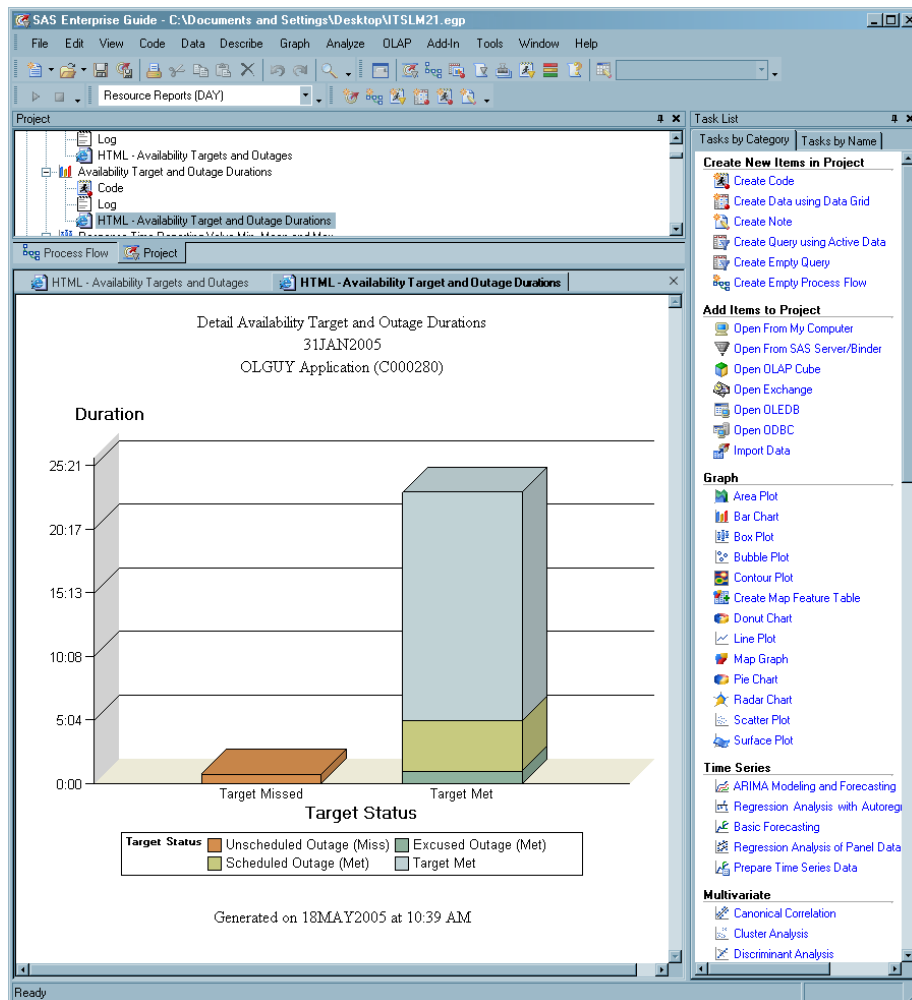 SAS Enterprise Guide - C:\Documents and Settings\Desktop\ITSLM21.egp
File Edit View Code Data Describe Graph Analyze OLAP Add-In Tools Window Help
Resource Reports (DAY)
Project
Log
HTML - Availability Targets and Outages
Availability Target and Outage Durations
Code
Log
HTML - Availability Target and Outage Durations
Process Flow Project
HTML - Availability Targets and Outages HTML - Availability Target and Outage Durations
Detail Availability Target and Outage Durations
31JAN2005
OLGUY Application (C000280)
Duration
25:21
20:17
15:13
10:08
5:04
0:00
Target Missed Target Met
Target Status
Target Status Unscheduled Outage (Miss) Excused Outage (Met)
Scheduled Outage (Met) Target Met
Generated on 18MAY2005 at 10:39 AM
Task List
Tasks by Category Tasks by Name
Create New Items in Project
Create Code
Create Data using Data Grid
Create Note
Create Query using Active Data
Create Empty Query
Create Empty Process Flow
Add Items to Project
Open From My Computer
Open From SAS Server/Binder
Open OLAP Cube
Open Exchange
Open OLEDB
Open ODBC
Import Data
Graph
Area Plot
Bar Chart
Box Plot
Bubble Plot
Contour Plot
Create Map Feature Table
Donut Chart
Line Plot
Map Graph
Pie Chart
Radar Chart
Scatter Plot
Surface Plot
Time Series
ARIMA Modeling and Forecasting
Regression Analysis with Autoregr
Basic Forecasting
Regression Analysis of Panel Data
Prepare Time Series Data
Multivariate
Canonical Correlation
Cluster Analysis
Discriminant Analysis
Ready